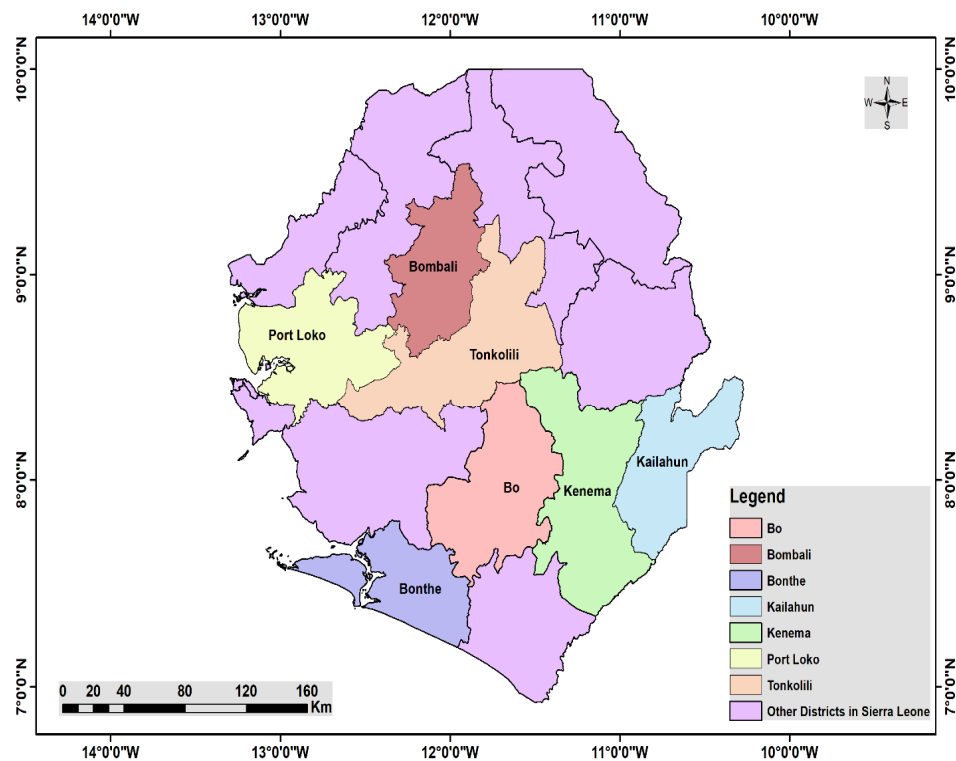 14°0'0"W 13°0'0"W 12°0'0"W 11°0'0"W 10°0'0"W
10°0'0"N
10°0'0"N
N
W E
S
9°0'0"N
Bombali
9°0'0"N
Port Loko
Tonkolili
8°0'0"N
Kailahun
8°0'0"N
Bo
Kenema
Bonthe
Legend
Bo
Bombali
Bonthe
Kailahun
Kenema
Port Loko
Tonkolili
Other Districts in Sierra Leone
7°0'0"N
7°0'0"N
0 20 40 80 120 160
Km
14°0'0"W 13°0'0"W 12°0'0"W 11°0'0"W 10°0'0"W